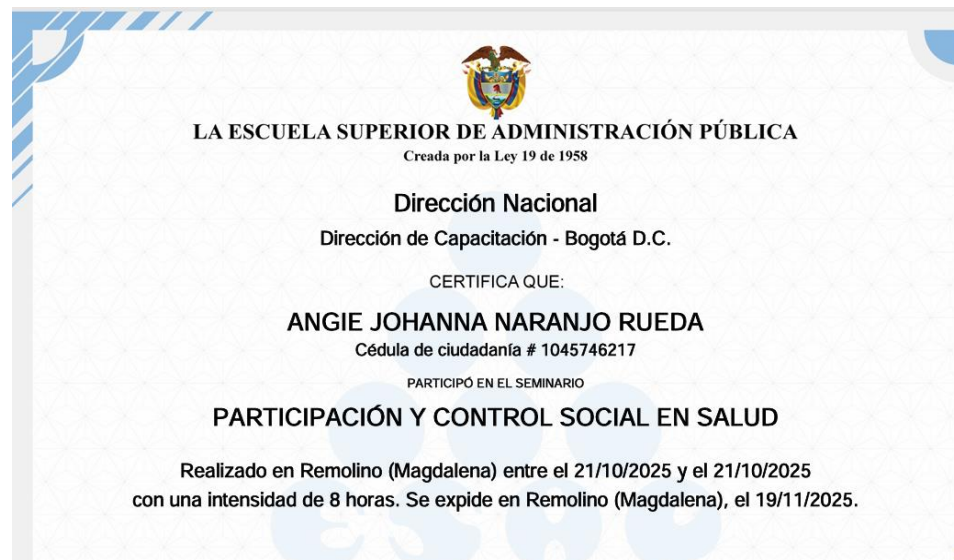 LA ESCUELA SUPERIOR DE ADMINISTRACIÓN PÚBLICA
Creada por la Ley 19 de 1958
Dirección Nacional
Dirección de Capacitación - Bogotá D.C.
CERTIFICA QUE:
ANGIE JOHANNA NARANJO RUEDA
Cédula de ciudadanía # 1045746217
PARTICIPÓ EN EL SEMINARIO
PARTICIPACIÓN Y CONTROL SOCIAL EN SALUD
Realizado en Remolino (Magdalena) entre el 21/10/2025 y el 21/10/2025
con una intensidad de 8 horas. Se expide en Remolino (Magdalena), el 19/11/2025.
esap